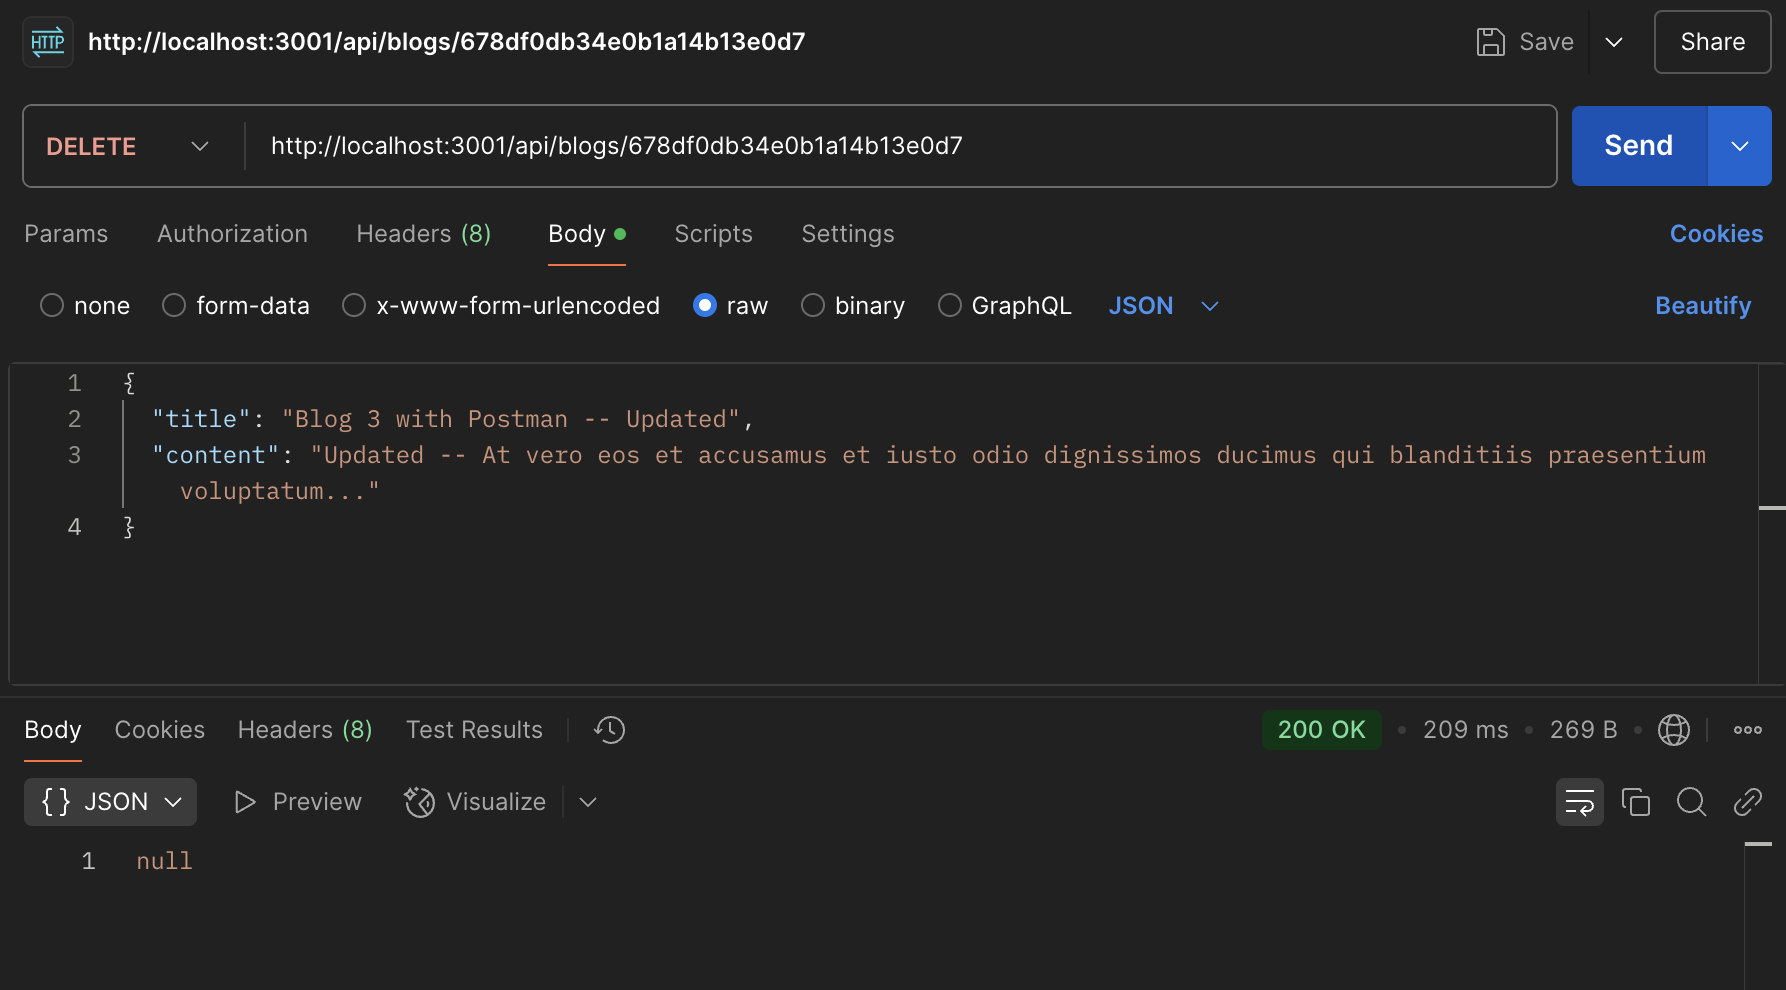 HTTP http://localhost:3001/api/blogs/678df0db34e0b1a14b13e0d7 Save Share
DELETE http://localhost:3001/api/blogs/678df0db34e0b1a14b13e0d7 Send
Params Authorization Headers (8) Body Scripts Settings Cookies
none form-data x-www-form-urlencoded raw binary GraphQL JSON Beautify
1 {
2 "title": "Blog 3 with Postman -- Updated",
3 "content": "Updated -- At vero eos et accusamus et iusto odio dignissimos ducimus qui blanditiis praesentium
voluptatum..."
4 }
Body Cookies Headers (8) Test Results 200 OK • 209 ms • 269 B •
{} JSON Preview Visualize
1 null